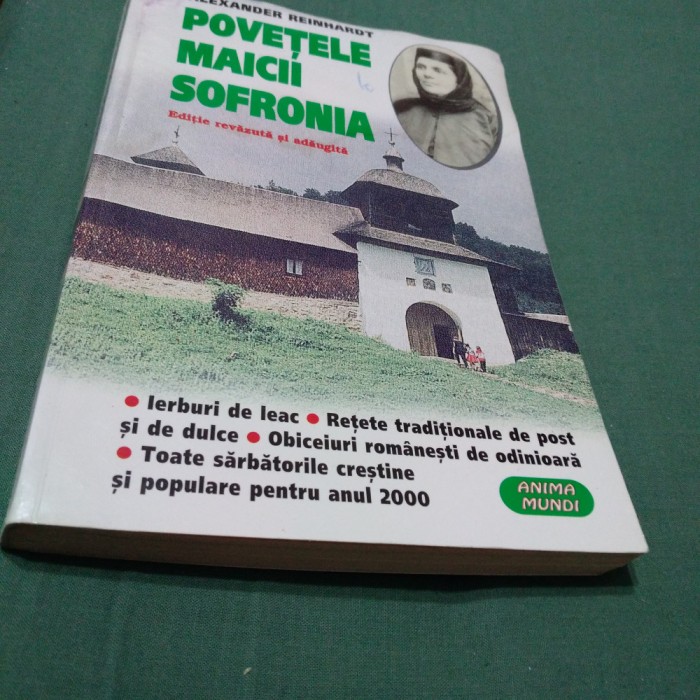 ALEXANDER REINHARDT
POVEȚELE
MAICII
SOFRONIA
Ediție revăzută și adăugită
• Ierburi de leac • Rețete tradiționale de post
și de dulce • Obiceiuri românești de odinioară
• Toate sărbătorile creștine
și populare pentru anul 2000
ANIMA
MUNDI